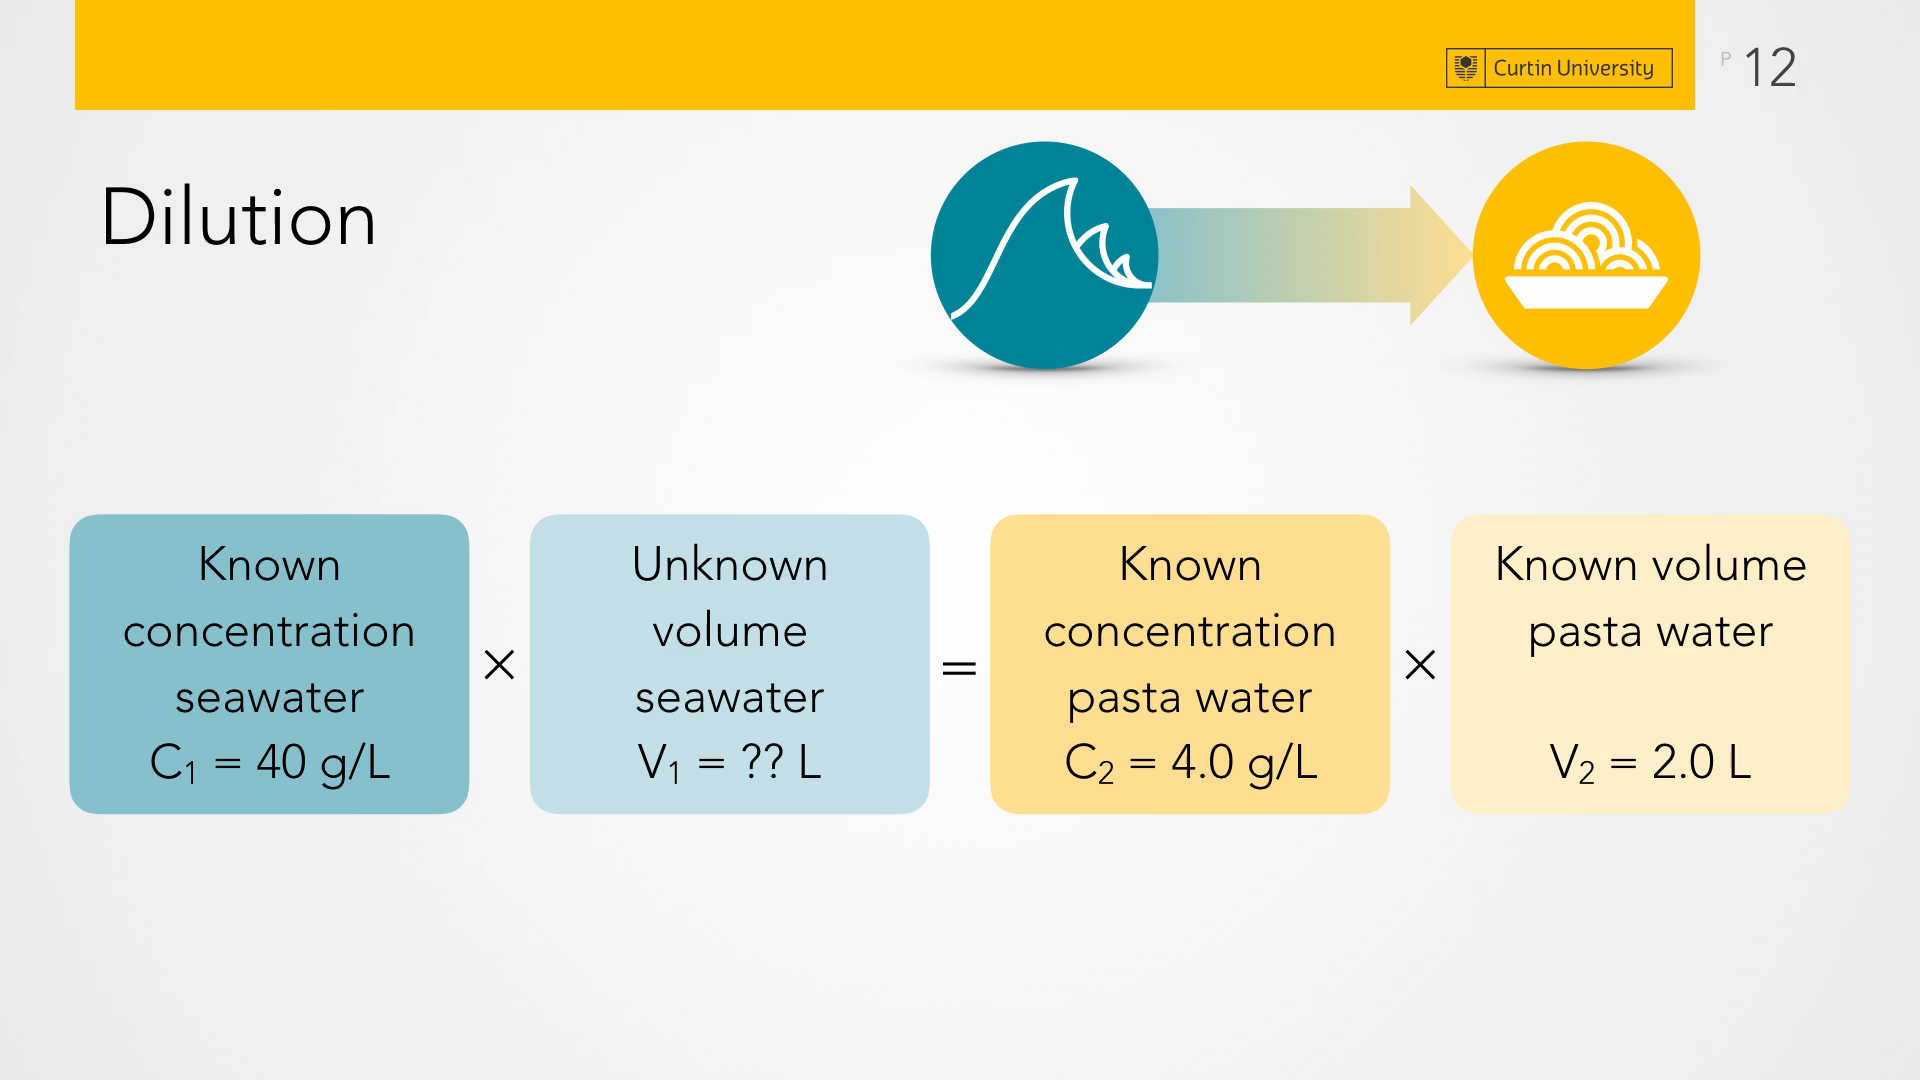 Curtin University
P 12
Dilution
Known
concentration
seawater
C₁ = 40 g/L
×
Unknown
volume
seawater
V₁ = ?? L
=
Known
concentration
pasta water
C₂ = 4.0 g/L
×
Known volume
pasta water
V₂ = 2.0 L